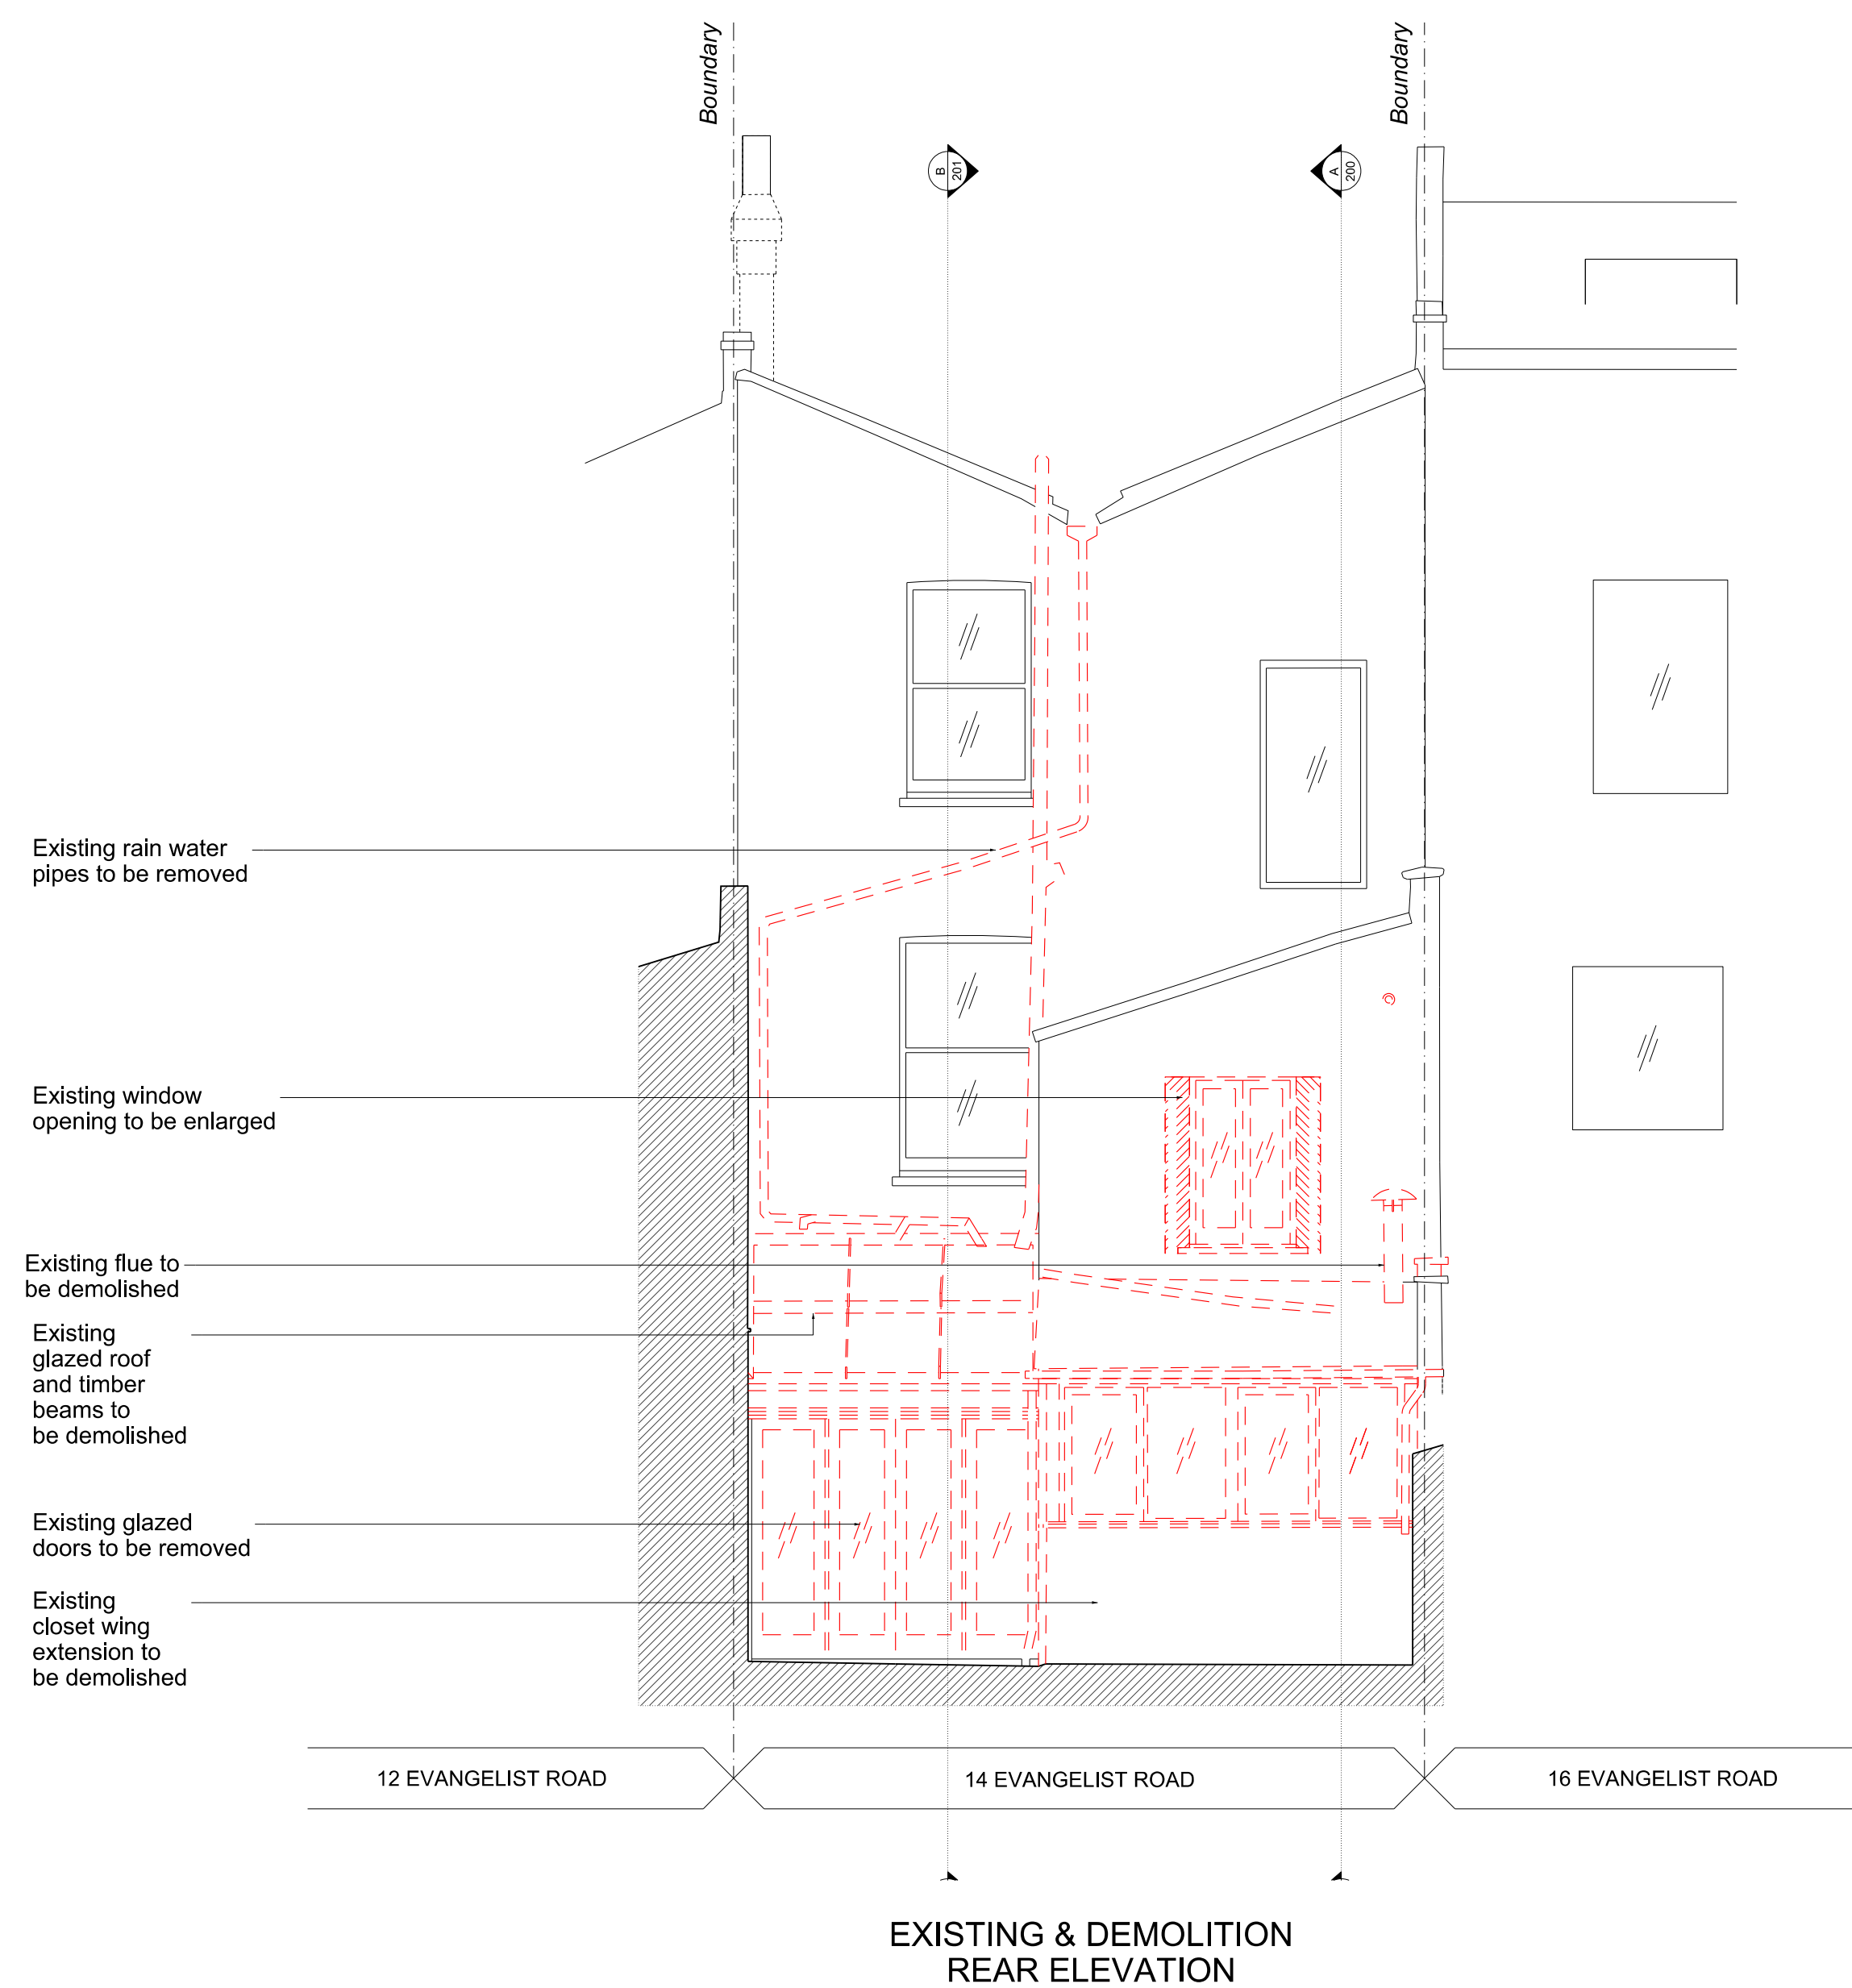 Boundary
Boundary
B
201
A
200
Existing rain water
pipes to be removed
Existing window
opening to be enlarged
Existing flue to
be demolished
Existing
glazed roof
and timber
beams to
be demolished
Existing glazed
doors to be removed
Existing
closet wing
extension to
be demolished
12 EVANGELIST ROAD
14 EVANGELIST ROAD
16 EVANGELIST ROAD
EXISTING & DEMOLITION
REAR ELEVATION